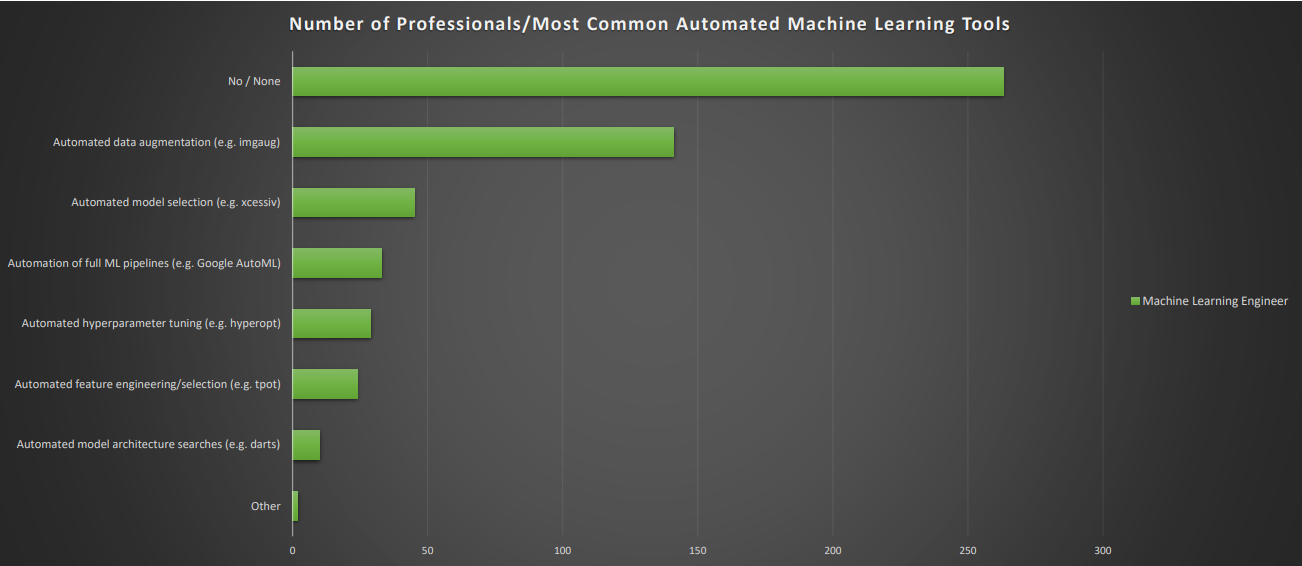 Number of Professionals/Most Common Automated Machine Learning Tools
No / None
Automated data augmentation (e.g. imgaug)
Automated model selection (e.g. xcessiv)
Automation of full ML pipelines (e.g. Google AutoML)
Automated hyperparameter tuning (e.g. hyperopt)
Automated feature engineering/selection (e.g. tpot)
Automated model architecture searches (e.g. darts)
Other
0 50 100 150 200 250 300
Machine Learning Engineer